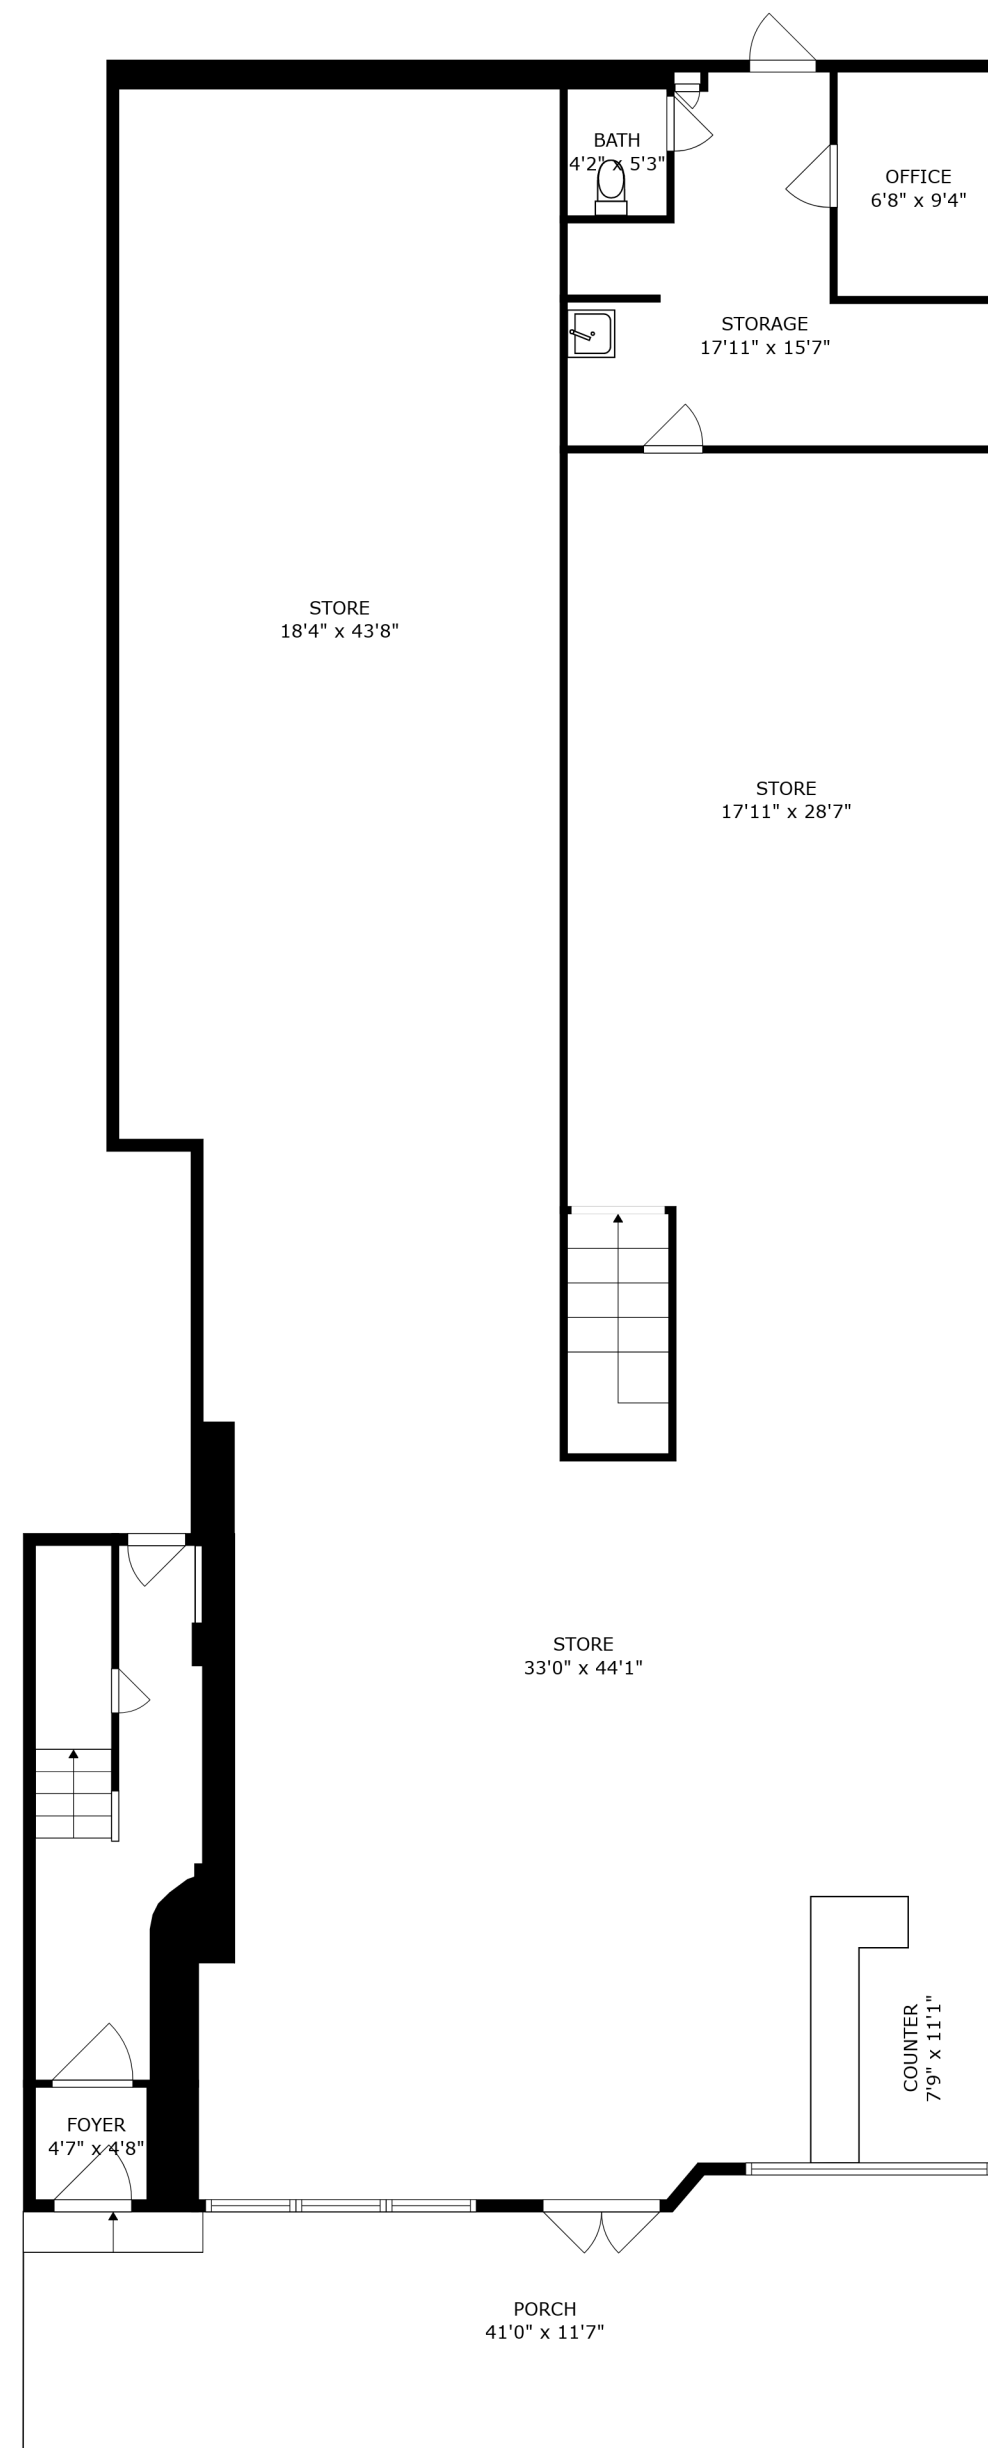 BATH
4'2" x 5'3"
OFFICE
6'8" x 9'4"
STORAGE
17'11" x 15'7"
STORE
18'4" x 43'8"
STORE
17'11" x 28'7"
STORE
33'0" x 44'1"
COUNTER
7'9" x 11'1"
FOYER
4'7" x 4'8"
PORCH
41'0" x 11'7"